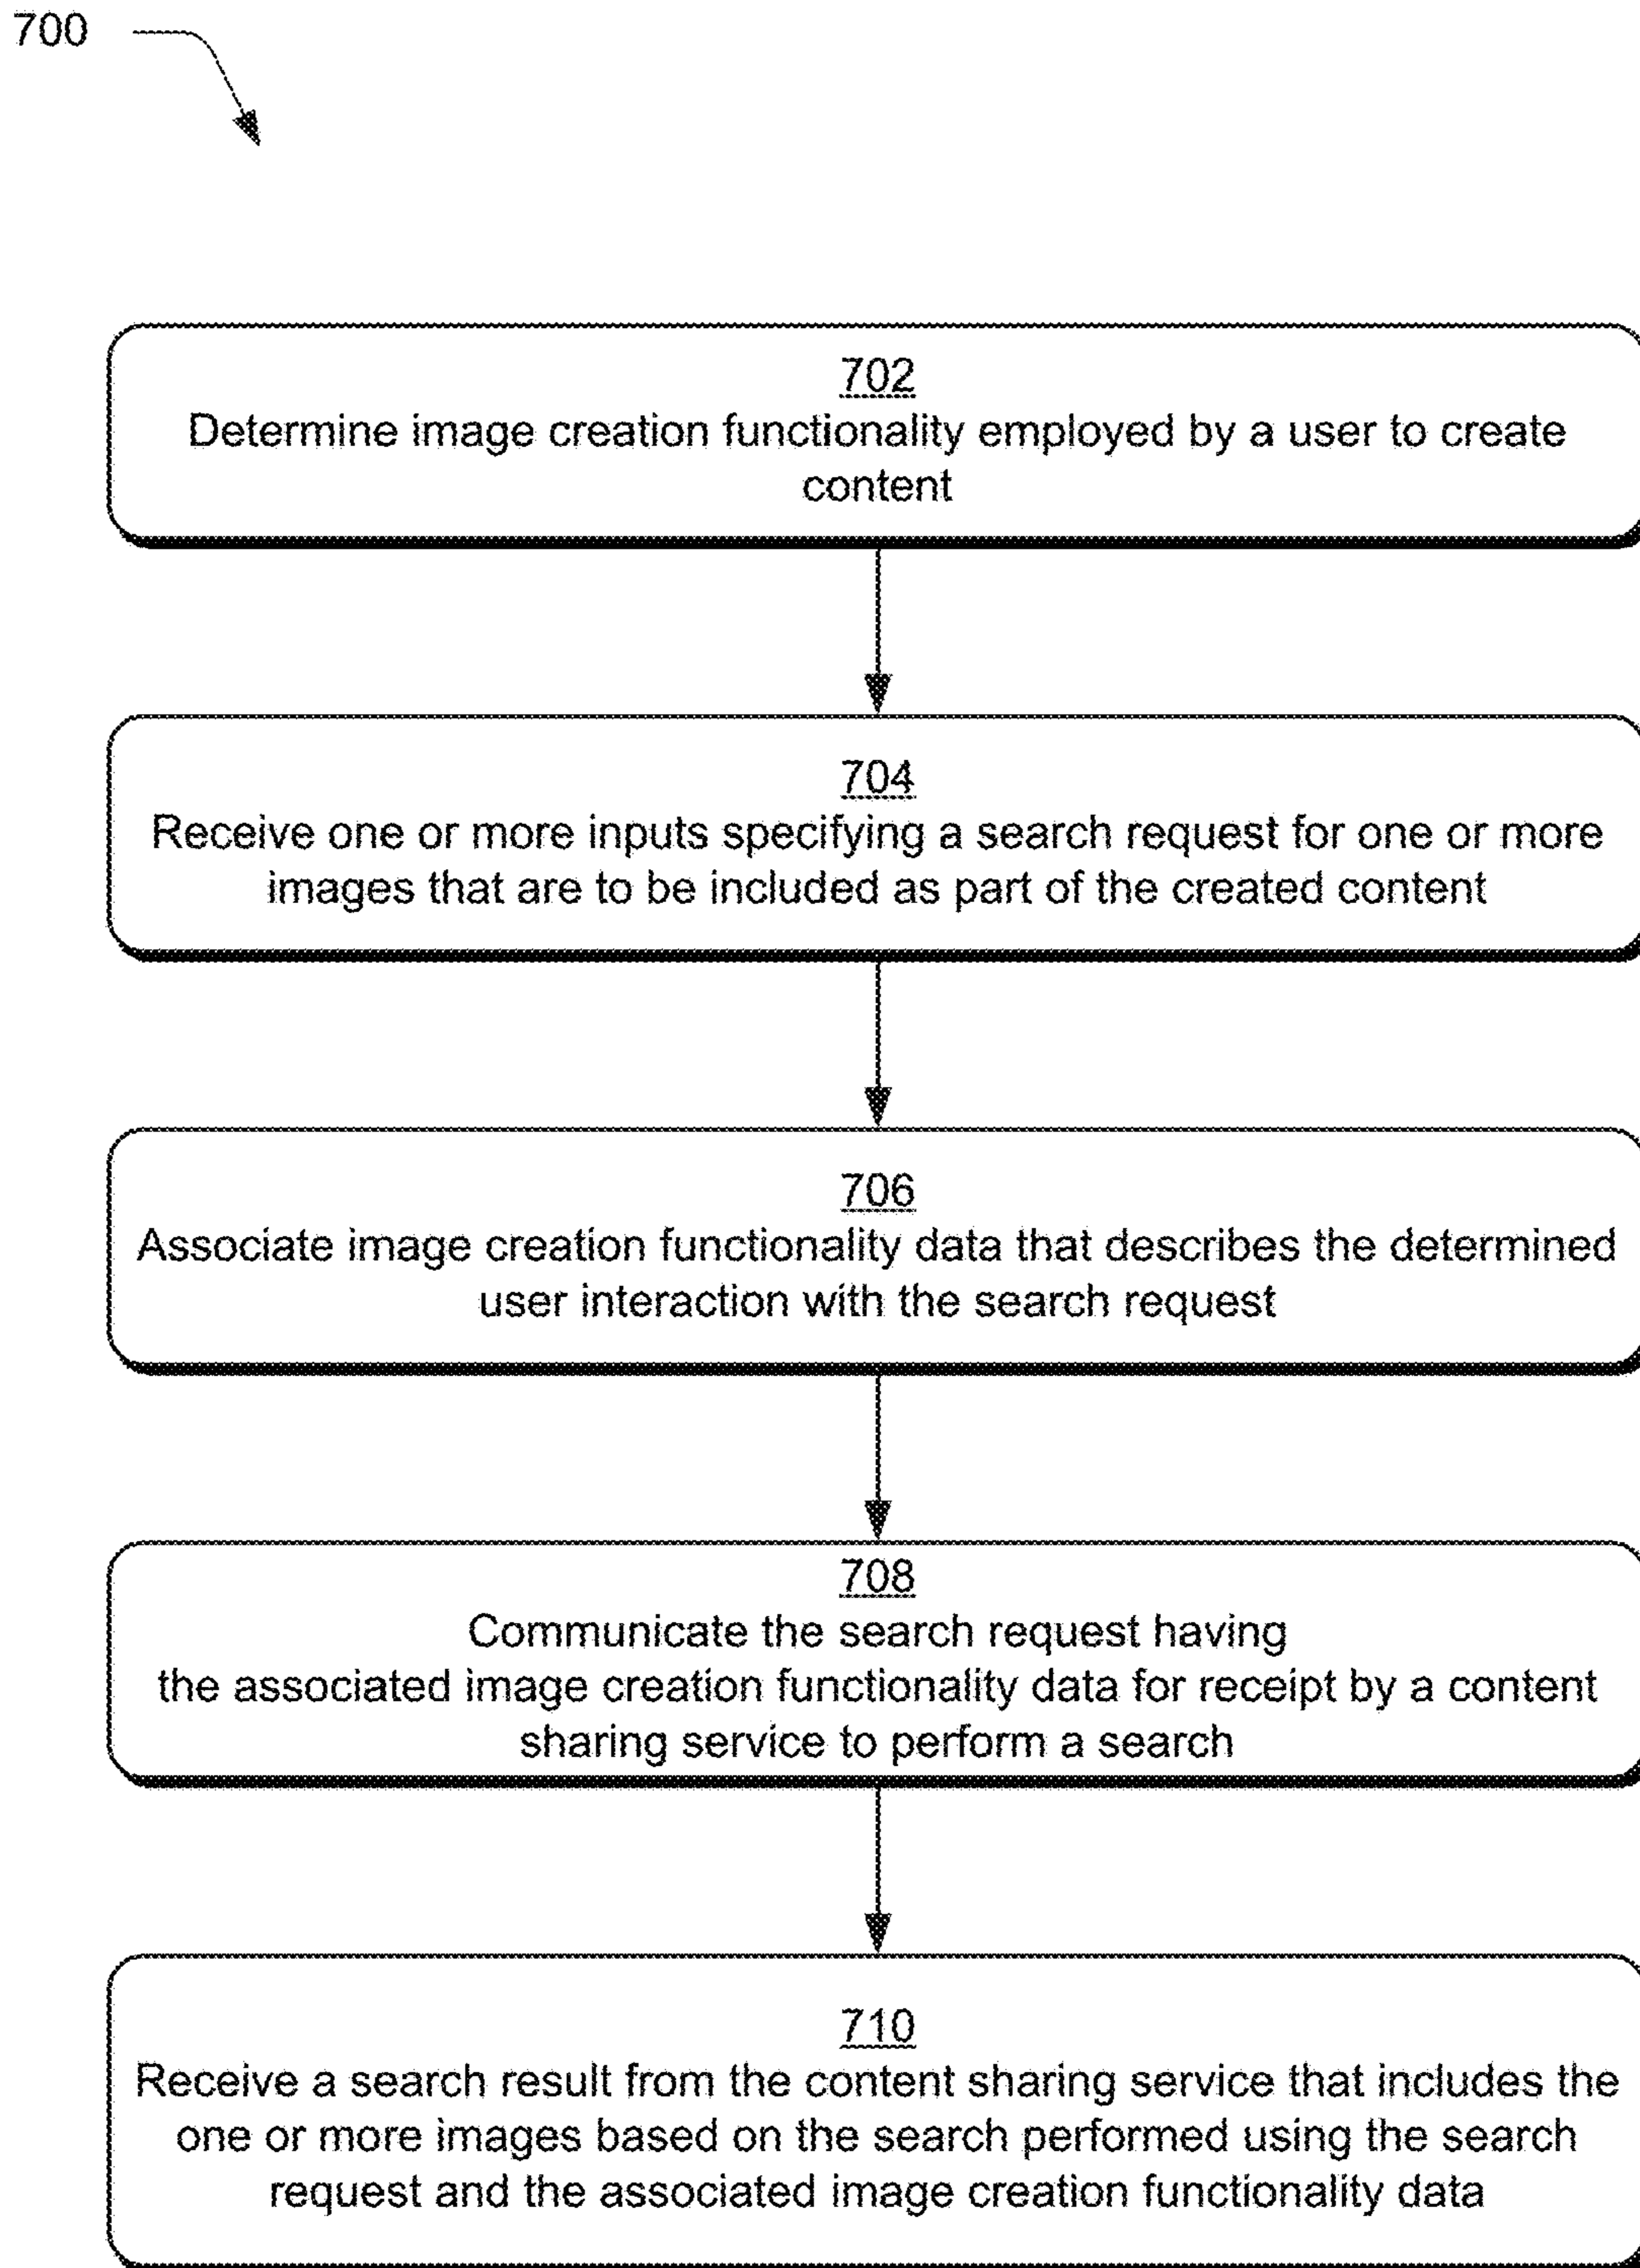 700
702
Determine image creation functionality employed by a user to create
content
704
Receive one or more inputs specifying a search request for one or more
images that are to be included as part of the created content
706
Associate image creation functionality data that describes the determined
user interaction with the search request
708
Communicate the search request having
the associated image creation functionality data for receipt by a content
sharing service to perform a search
710
Receive a search result from the content sharing service that includes the
one or more images based on the search performed using the search
request and the associated image creation functionality data